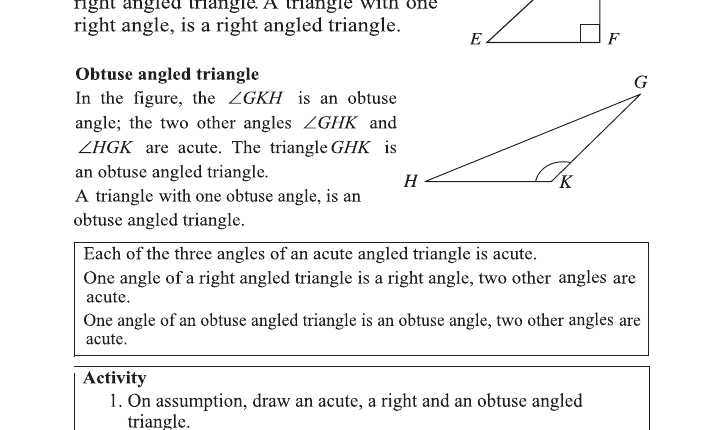 right angled triangle. A triangle with one
right angle, is a right angled triangle.
E
F
Obtuse angled triangle
In the figure, the ∠GKH is an obtuse
angle; the two other angles ∠GHK and
∠HGK are acute. The triangle GHK is
an obtuse angled triangle.
A triangle with one obtuse angle, is an
obtuse angled triangle.
G
H
K
Each of the three angles of an acute angled triangle is acute.
One angle of a right angled triangle is a right angle, two other angles are
acute.
One angle of an obtuse angled triangle is an obtuse angle, two other angles are
acute.
Activity
1. On assumption, draw an acute, a right and an obtuse angled
triangle.